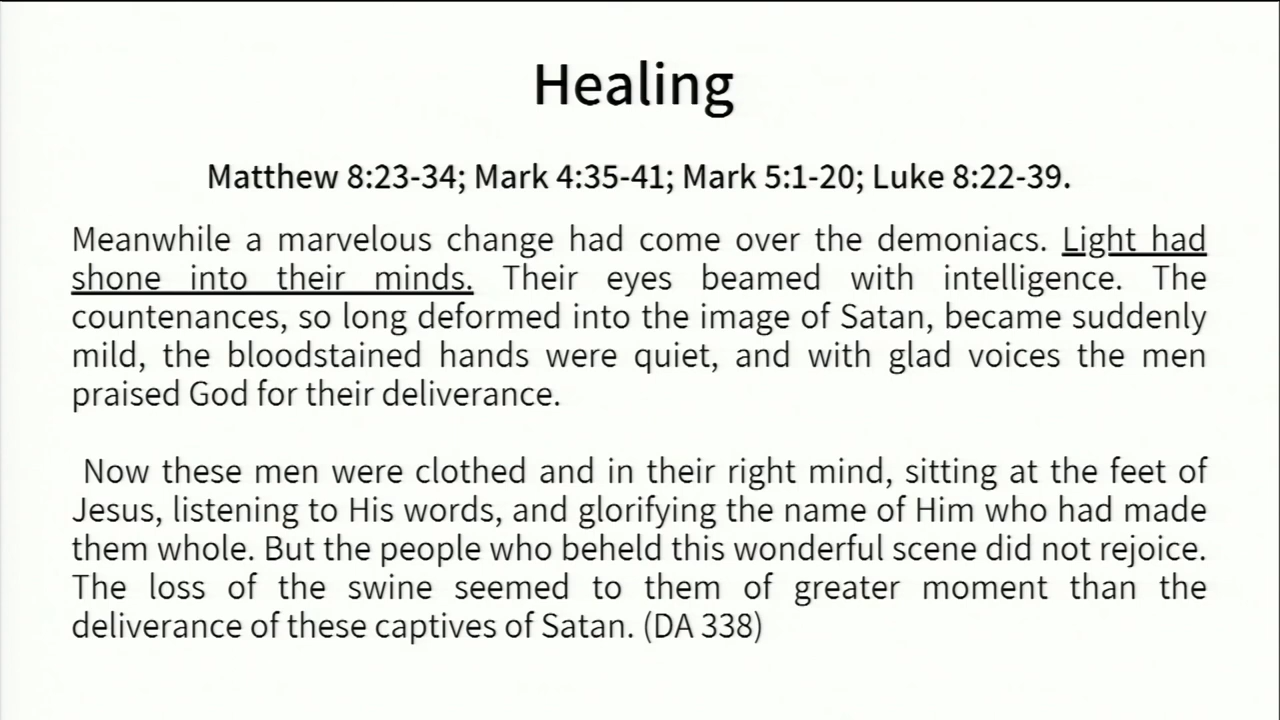 Healing
Matthew 8:23-34; Mark 4:35-41; Mark 5:1-20; Luke 8:22-39.
Meanwhile a marvelous change had come over the demoniacs. Light had
shone into their minds. Their eyes beamed with intelligence. The
countenances, so long deformed into the image of Satan, became suddenly
mild, the bloodstained hands were quiet, and with glad voices the men
praised God for their deliverance.
Now these men were clothed and in their right mind, sitting at the feet of
Jesus, listening to His words, and glorifying the name of Him who had made
them whole. But the people who beheld this wonderful scene did not rejoice.
The loss of the swine seemed to them of greater moment than the
deliverance of these captives of Satan. (DA 338)